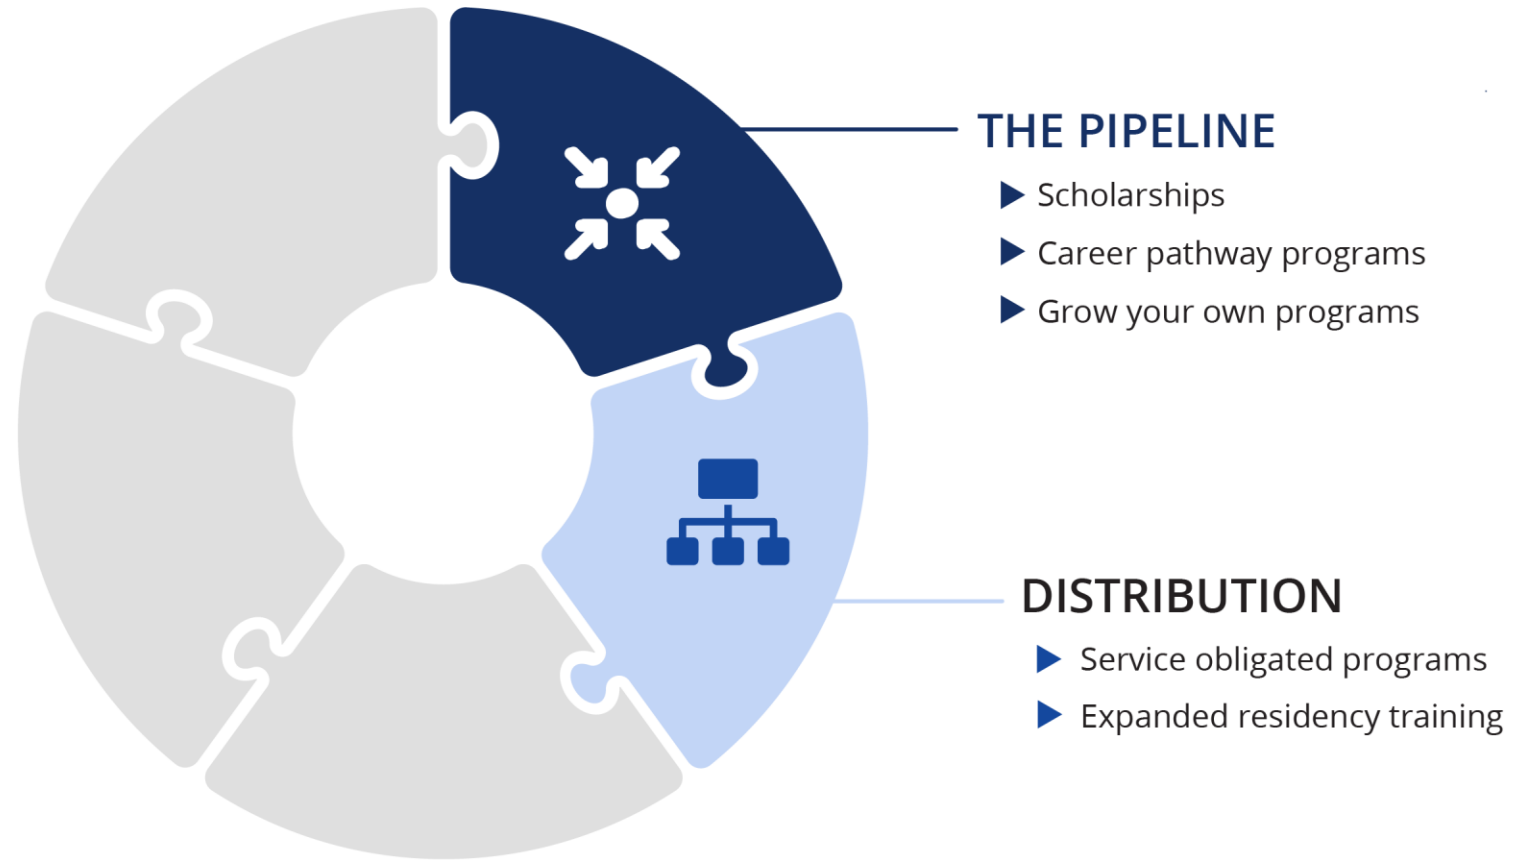 THE PIPELINE
Scholarships
Career pathway programs
Grow your own programs
DISTRIBUTION
Service obligated programs
Expanded residency training